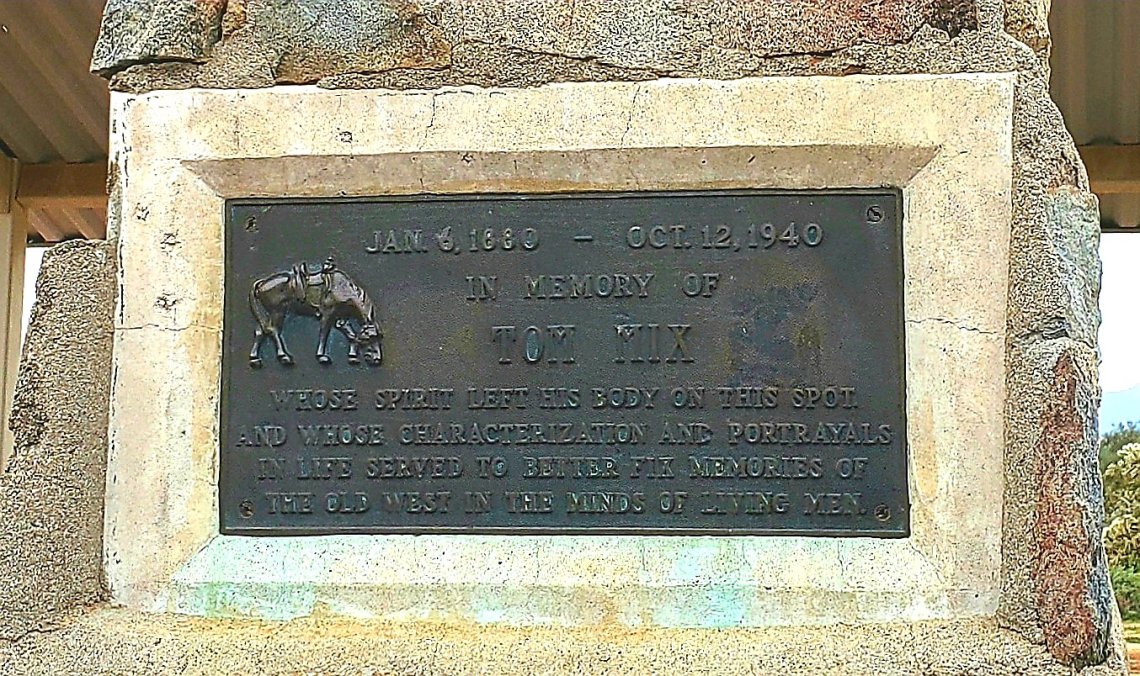 JAN. 6, 1880 – OCT. 12, 1940
IN MEMORY OF
TOM MIX
WHOSE SPIRIT LEFT HIS BODY ON THIS SPOT.
AND WHOSE CHARACTERIZATION AND PORTRAYALS
IN LIFE SERVED TO BETTER FIX MEMORIES OF
THE OLD WEST IN THE MINDS OF LIVING MEN.